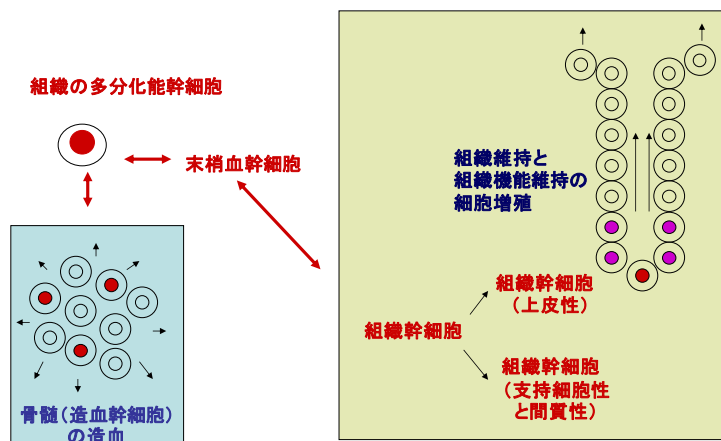 組織の多分化能幹細胞
末梢血幹細胞
骨髄(造血幹細胞)
の造血
組織維持と
組織機能維持の
細胞増殖
組織幹細胞
組織幹細胞
(上皮性)
組織幹細胞
(支持細胞性
と間質性)